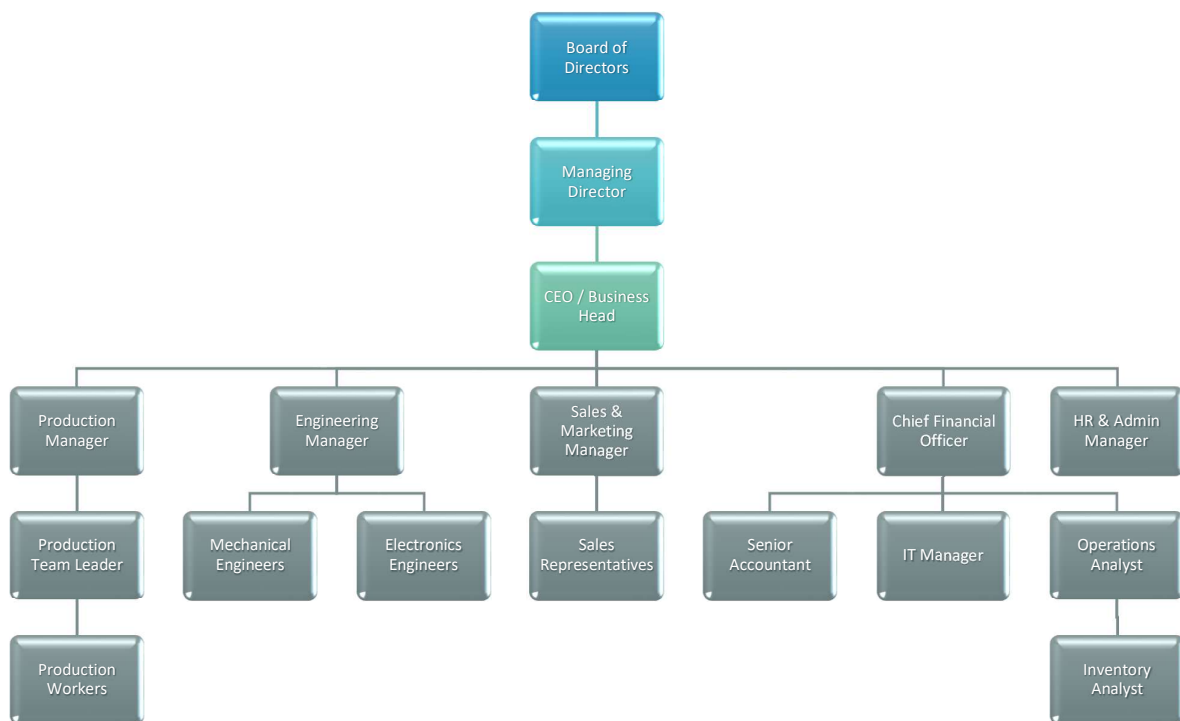 Board of
Directors
Managing
Director
CEO / Business
Head
Production
Manager
Engineering
Manager
Sales &
Marketing
Manager
Chief Financial
Officer
HR & Admin
Manager
Production
Team Leader
Mechanical
Engineers
Electronics
Engineers
Sales
Representatives
Senior
Accountant
IT Manager
Operations
Analyst
Production
Workers
Inventory
Analyst